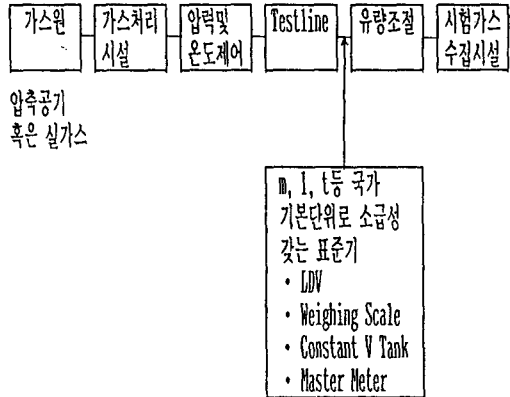 가스원
가스처리
시설
압력및
온도제어
Testline
유량조절
시험가스
수집시설
압축공기
혹은 실가스
m, l, t등 국가
기본단위로 소급성
갖는 표준기
• LDV
• Weighing Scale
• Constant V Tank
• Master Meter